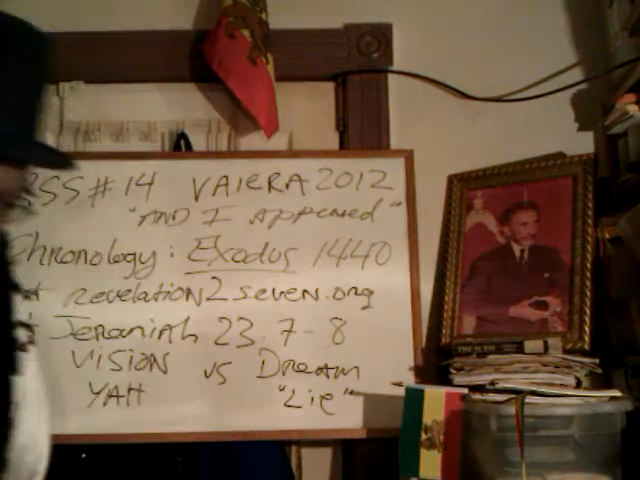 SS#14 VAIERA 2012
"AND I Appeared"
Chronology: Exodus 1440
revelation2seven.org
Jeremiah 23.7-8
VISION vs Dream
YAH "Lie"